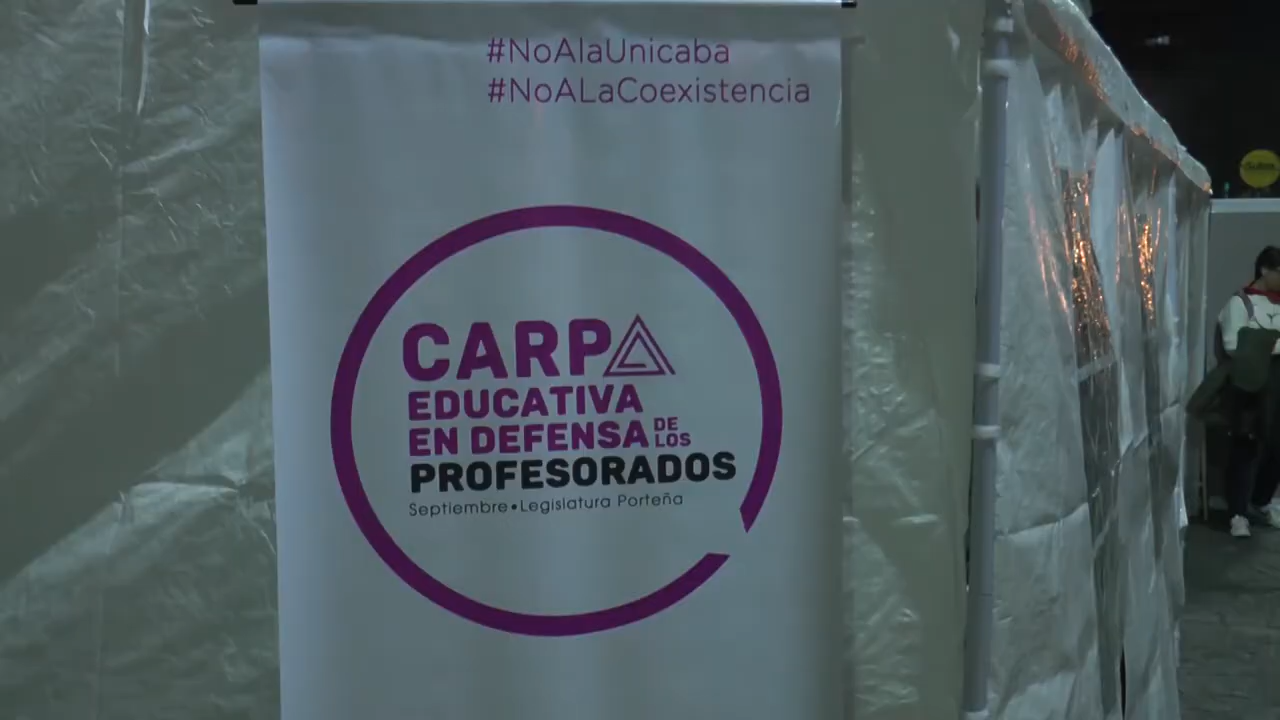 #NoAlaUnicaba
#NoALaCoexistencia
CARPA
EDUCATIVA
EN DEFENSA DE LOS
PROFESORADOS
Septiembre•Legislatura Porteña